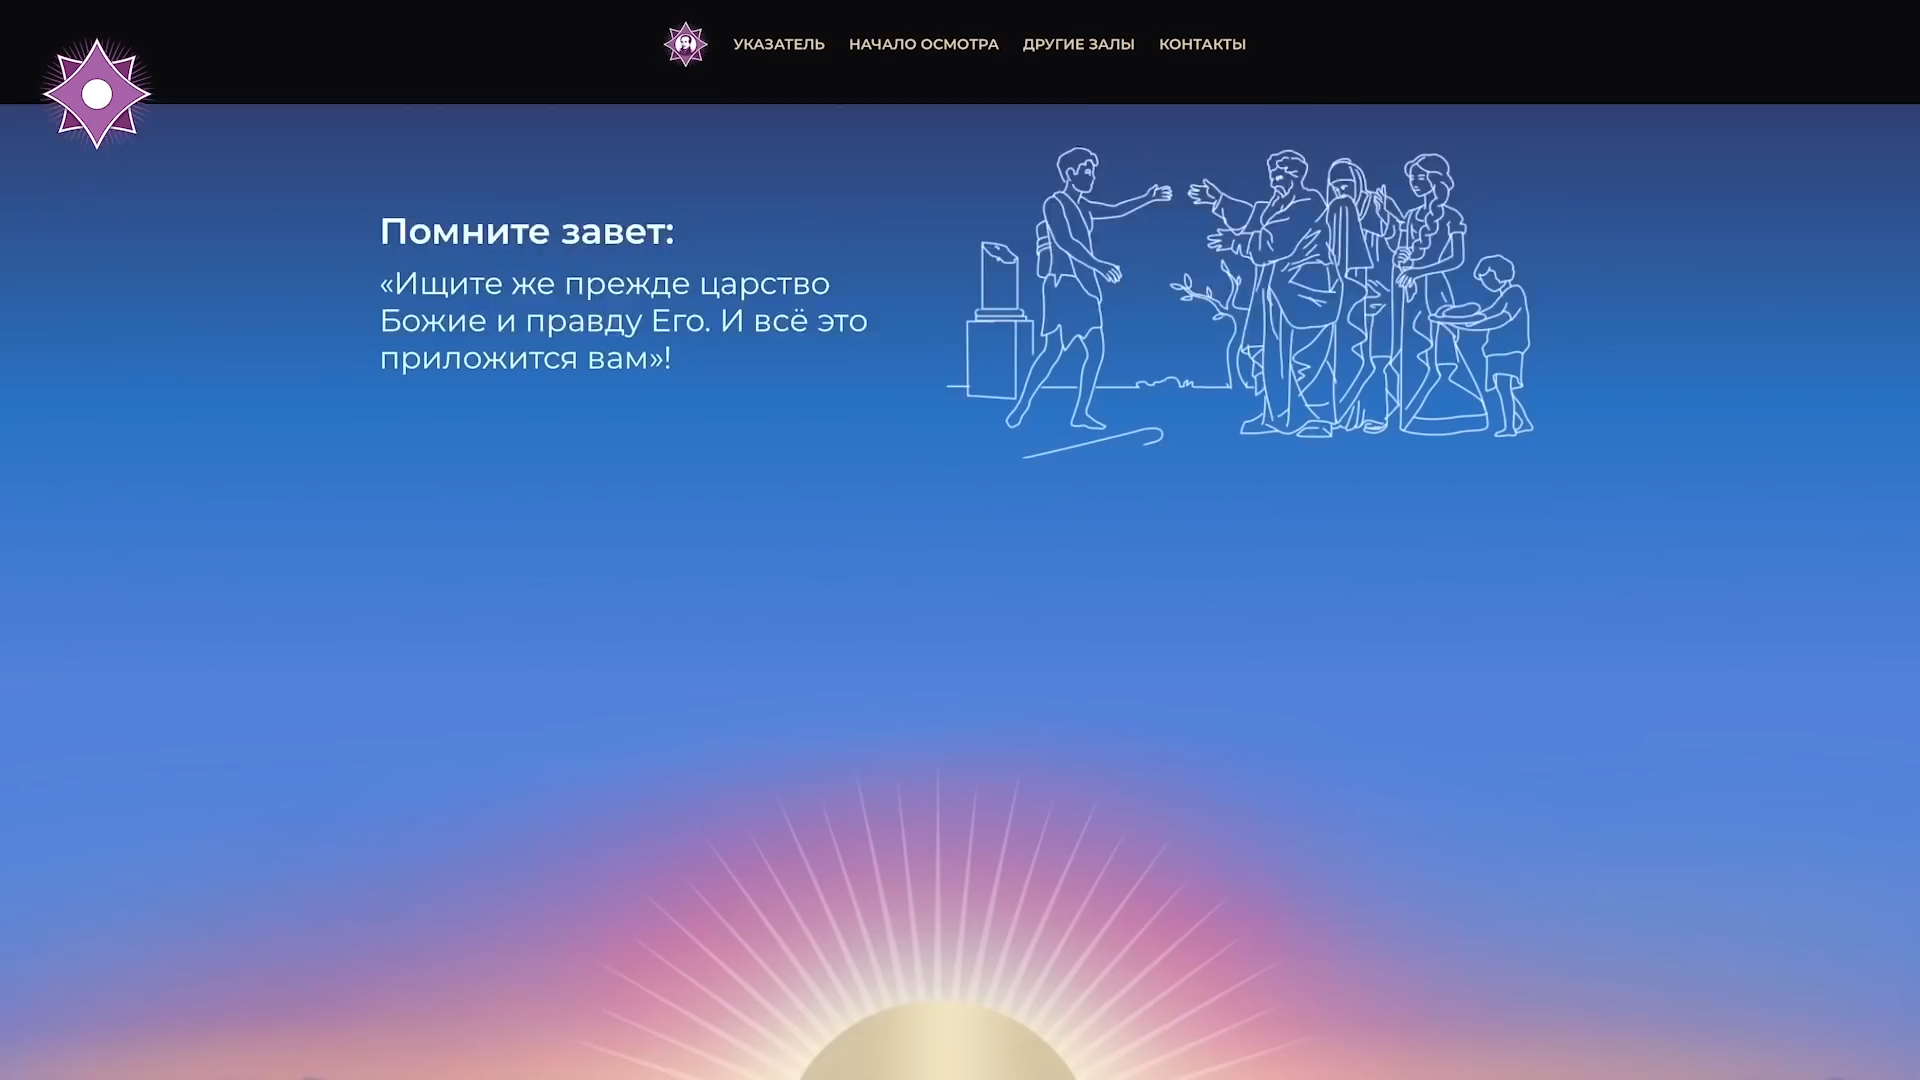 УКАЗАТЕЛЬ НАЧАЛО ОСМОТРА ДРУГИЕ ЗАЛЫ КОНТАКТЫ
Помните завет:
«Ищите же прежде царство
Божие и правду Его. И всё это
приложится вам»!